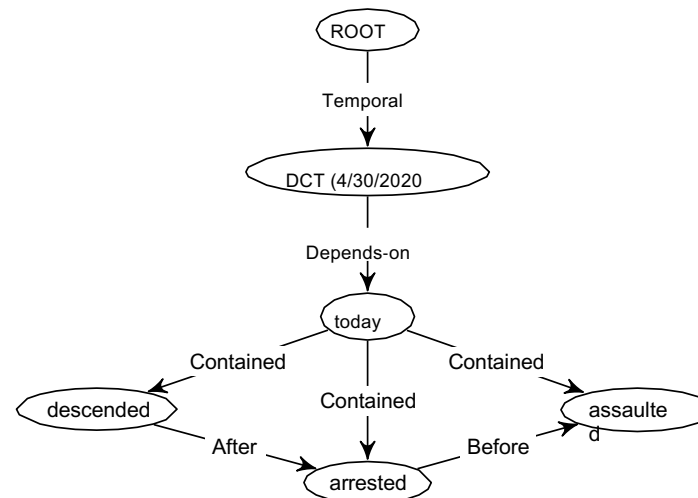 ROOT
Temporal
DCT (4/30/2020
Depends-on
today
Contained
Contained
Contained
descended
assaulte
d
After
Before
arrested